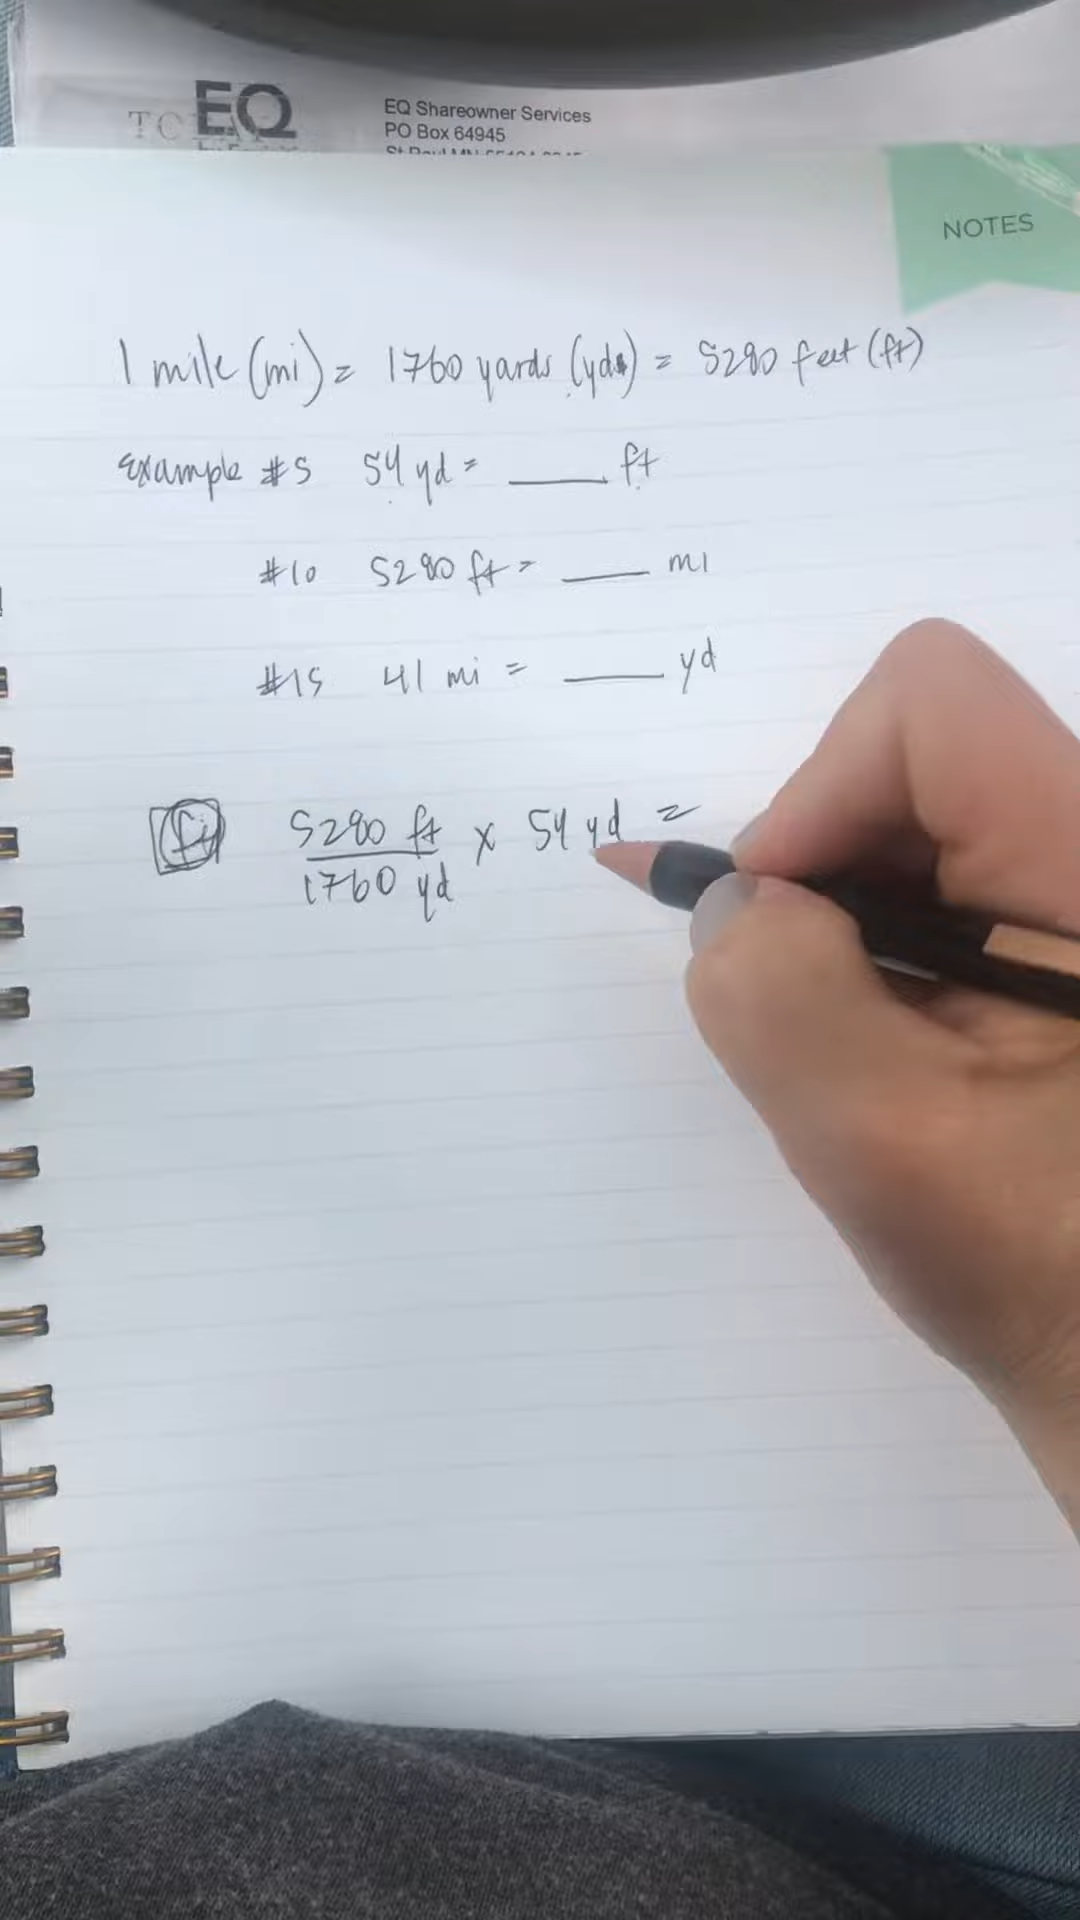 EQ
EQ Shareowner Services
PO Box 64945
NOTES
1 mile (mi) = 1760 yards (yds) = 5280 feet (ft)
Example #5 54 yd = ____ ft
#10 5280 ft = ____ mi
#15 41 mi = ____ yd
5280 ft x 54 yd =
1760 yd